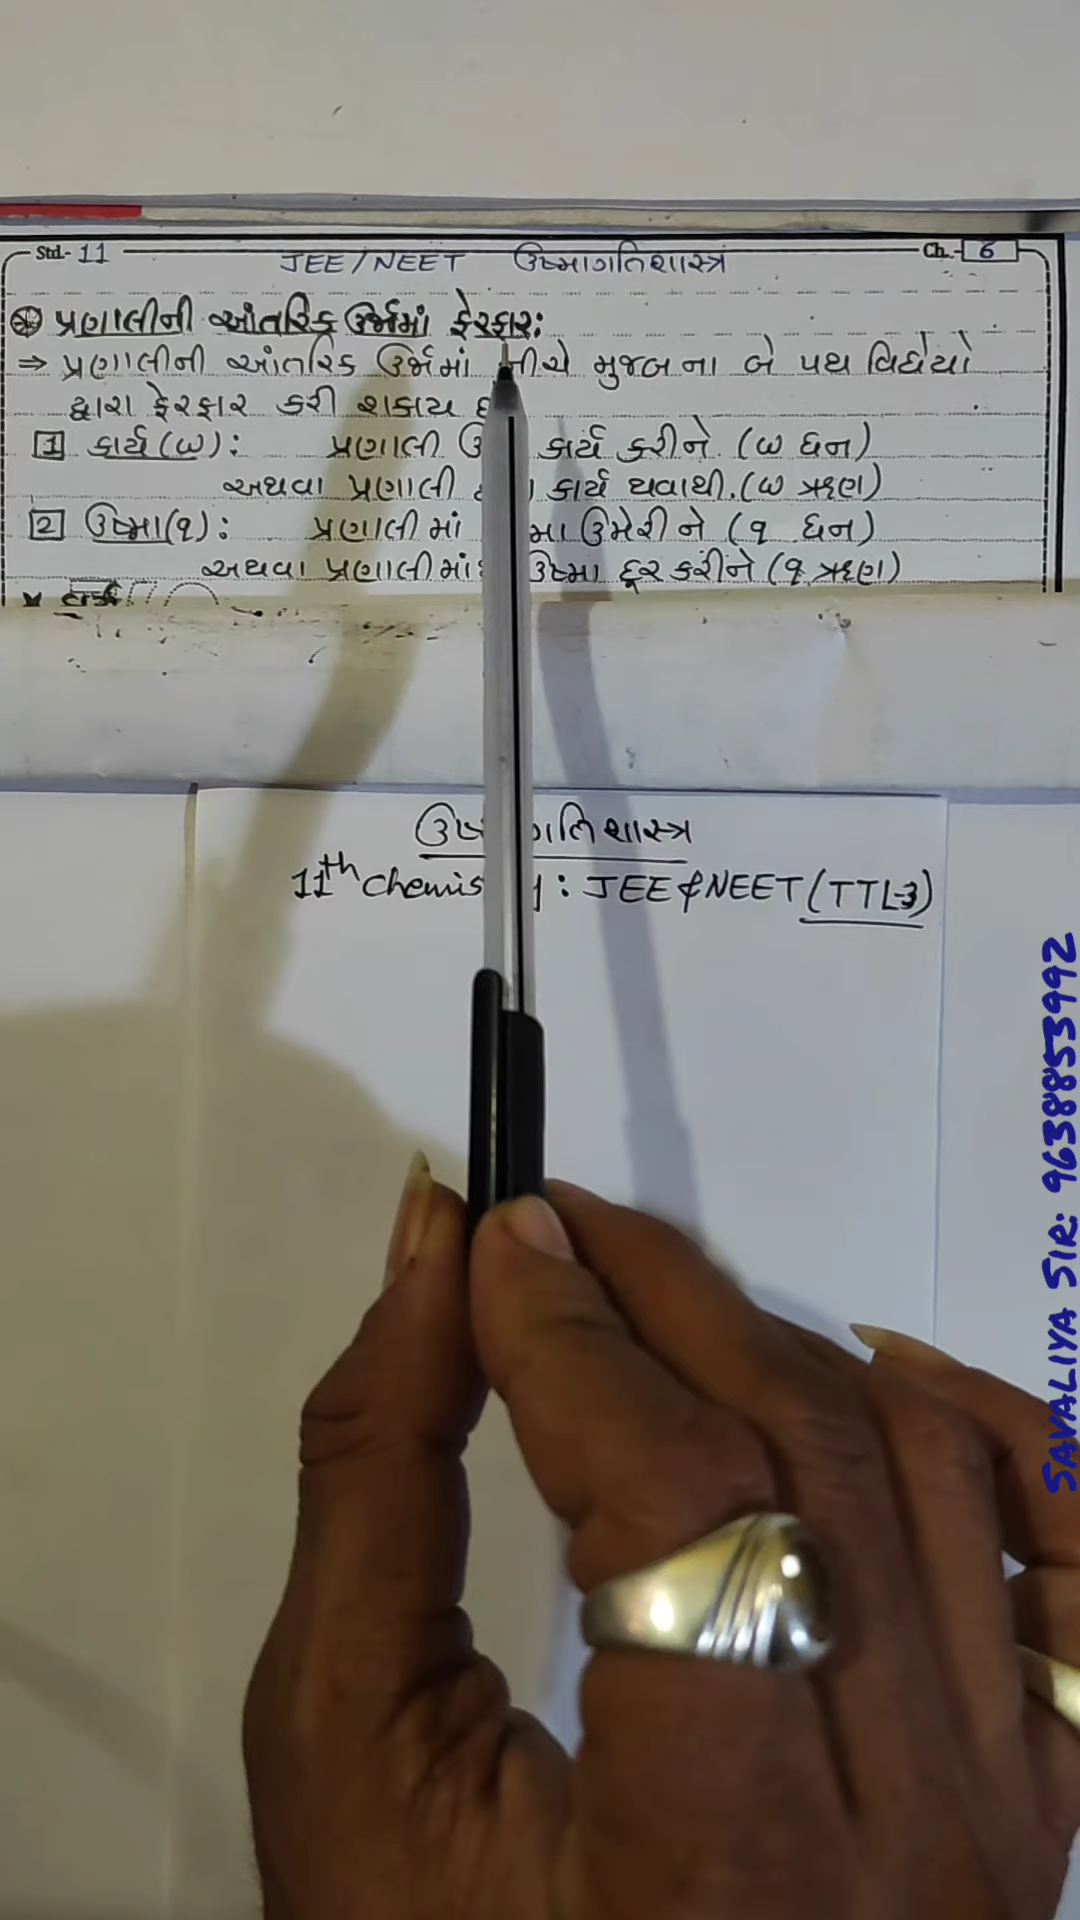 Std.- 11 JEE/NEET ઉષ્માગતિશાસ્ત્ર Ch.- 6
પ્રણાલીની આંતરિક ઉર્જામાં ફેરફાર:
⇒ પ્રણાલીની આંતરિક ઉર્જામાં નીચે મુજબના બે પથ વિધેયો
દ્વારા ફેરફાર કરી શકાય
1 કાર્ય (w): પ્રણાલી કાર્ય કરીને (w ધન)
અથવા પ્રણાલી કાર્ય થવાથી. (w ઋણ)
2 ઉષ્મા(q): પ્રણાલીમાં ઉમેરીને (q ધન)
અથવા પ્રણાલીમાં ઉષ્મા દૂર કરીને (q ઋણ)
ઉષ્માગતિશાસ્ત્ર
11th Chemistry: JEE & NEET (TTL-3)
SAVALIYA SIR: 9638853992